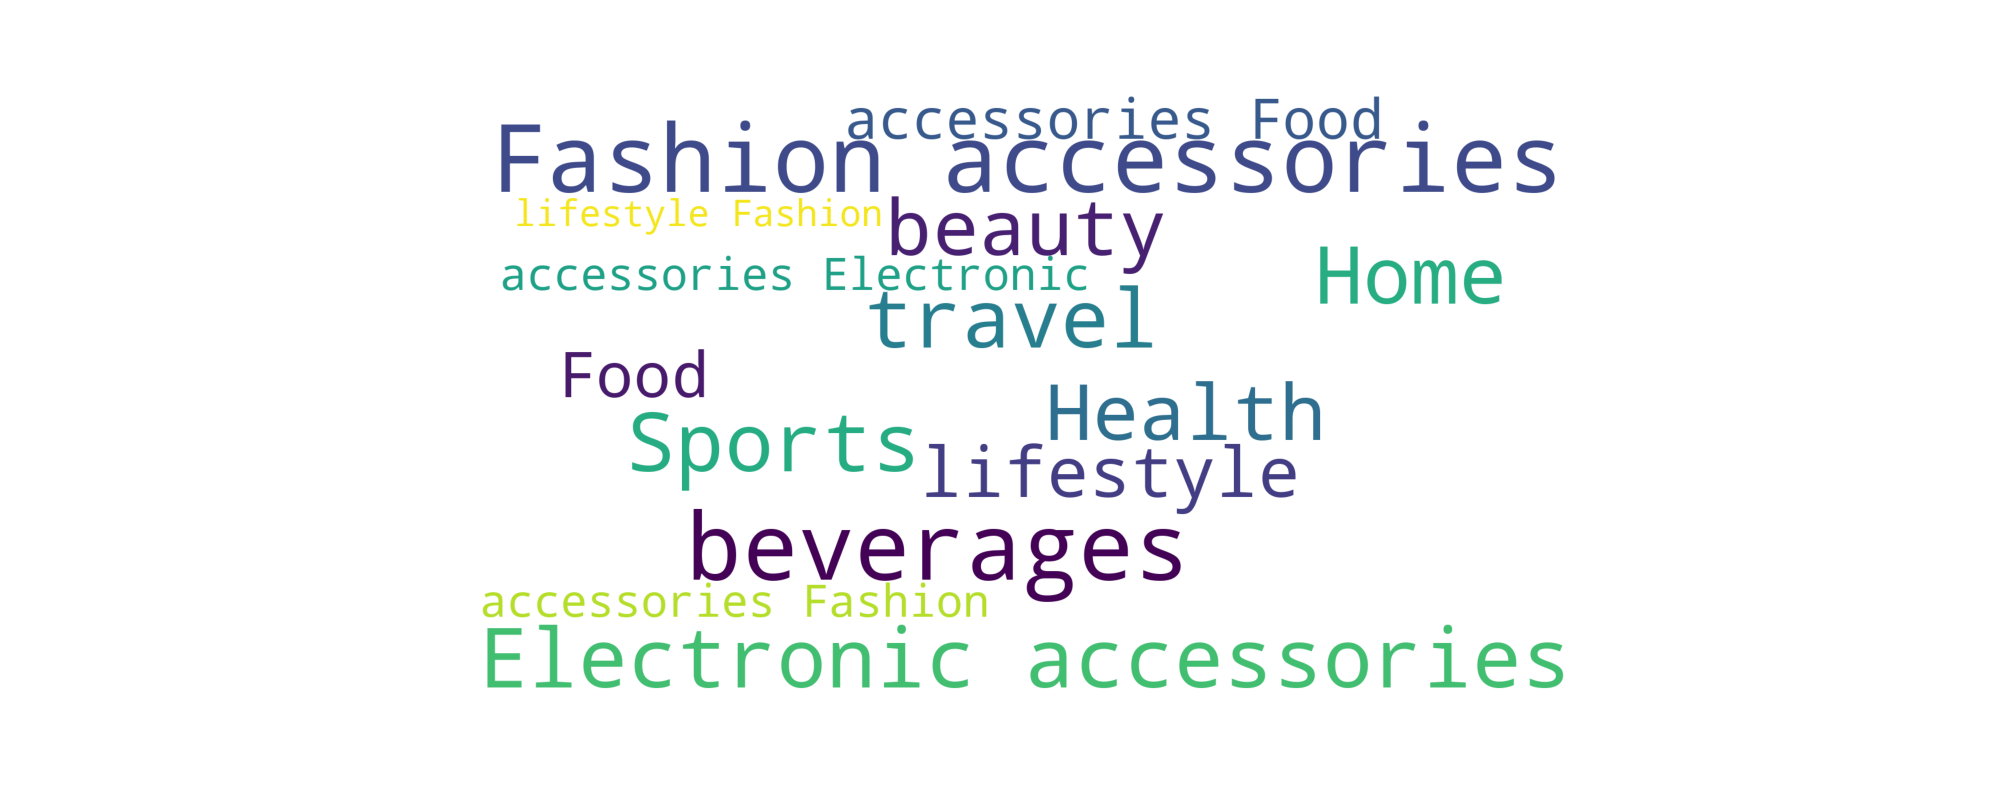 accessories Food
Fashion accessories
lifestyle Fashion
beauty
accessories Electronic
Home
travel
Food
Health
Sports
lifestyle
beverages
accessories Fashion
Electronic accessories